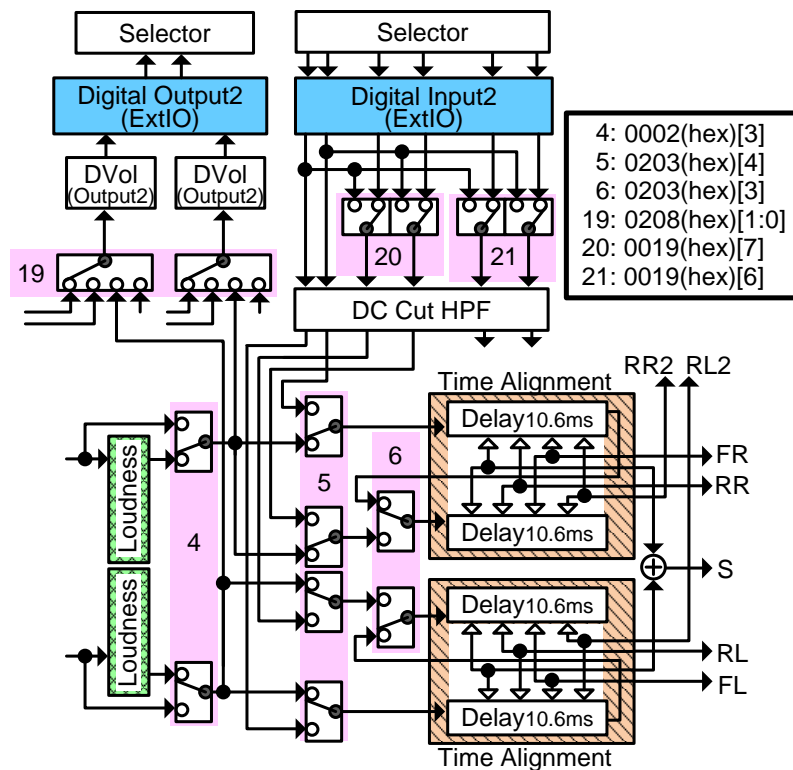 Selector
Selector
Digital Output2
(ExtIO)
Digital Input2
(ExtIO)
DVol
(Output2)
DVol
(Output2)
4: 0002(hex)[3]
5: 0203(hex)[4]
6: 0203(hex)[3]
19: 0208(hex)[1:0]
20: 0019(hex)[7]
21: 0019(hex)[6]
19
20
21
DC Cut HPF
RR2
RL2
Time Alignment
Delay10.6ms
FR
RR
Delay10.6ms
Loudness
4
5
6
S
Loudness
Delay10.6ms
RL
FL
Delay10.6ms
Time Alignment